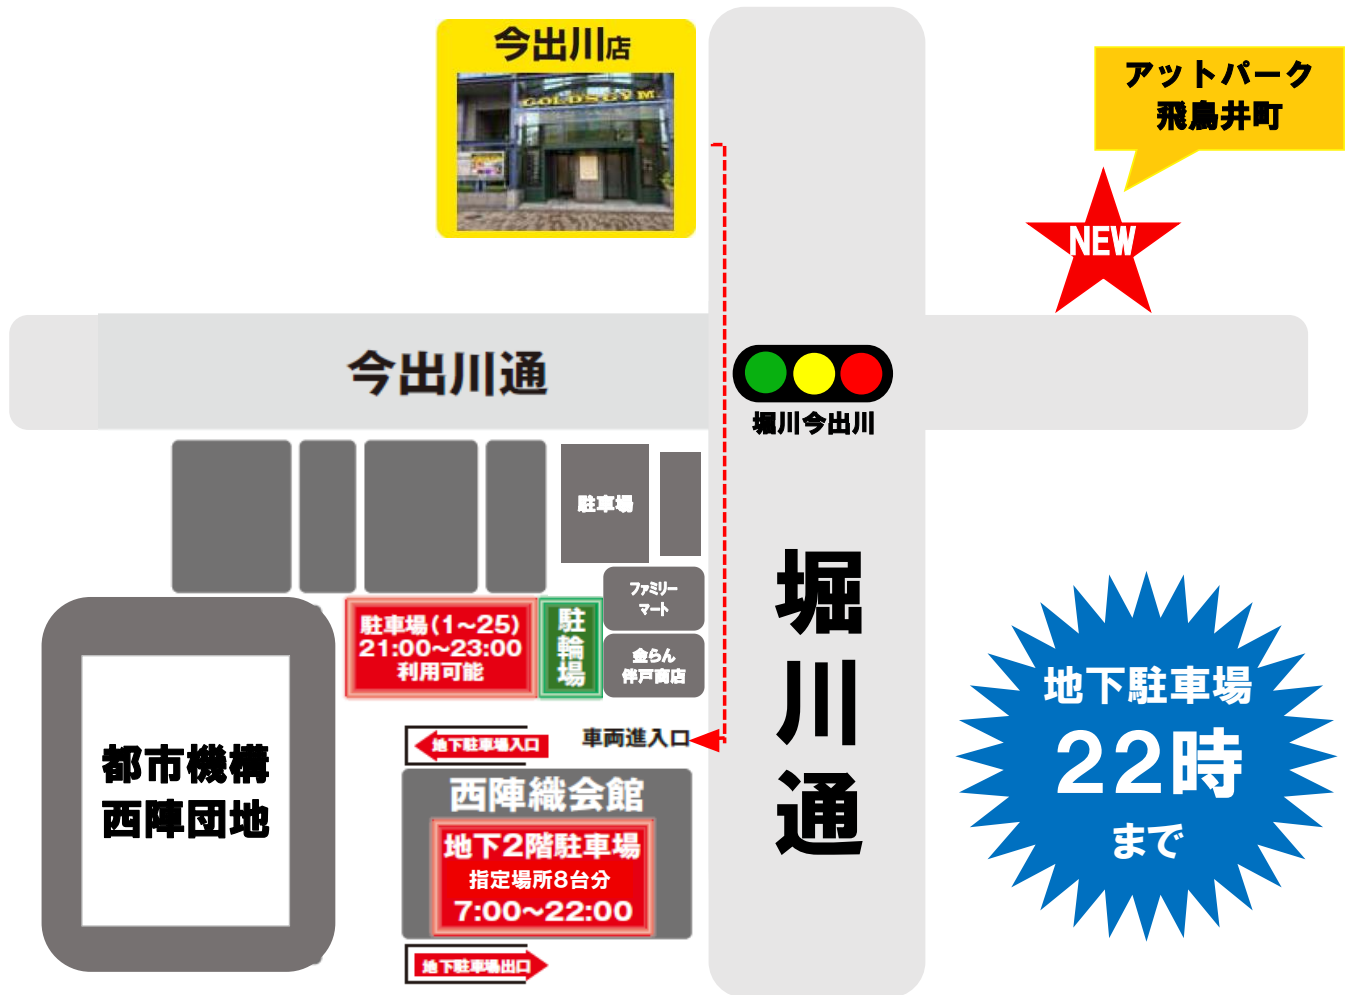 今出川店
GOLD'S GYM.
アットパーク
飛鳥井町
NEW
今出川通
堀川今出川
駐車場
ファミリー
マート
金らん
伴戸商店
駐車場(1~25)
21:00~23:00
利用可能
駐輪場
堀川通
地下駐車場入口
車両進入口
西陣織会館
地下2階駐車場
指定場所8台分
7:00~22:00
地下駐車場出口
都市機構
西陣団地
地下駐車場
22時
まで